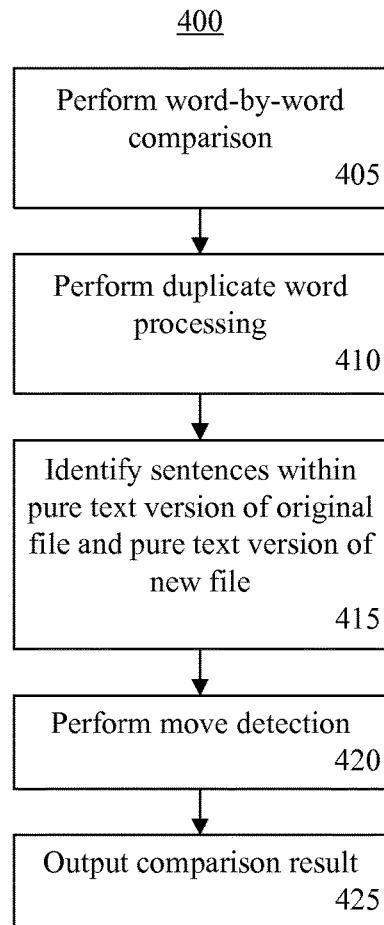 400
Perform word-by-word
comparison
405
Perform duplicate word
processing
410
Identify sentences within
pure text version of original
file and pure text version of
new file
415
Perform move detection
420
Output comparison result
425